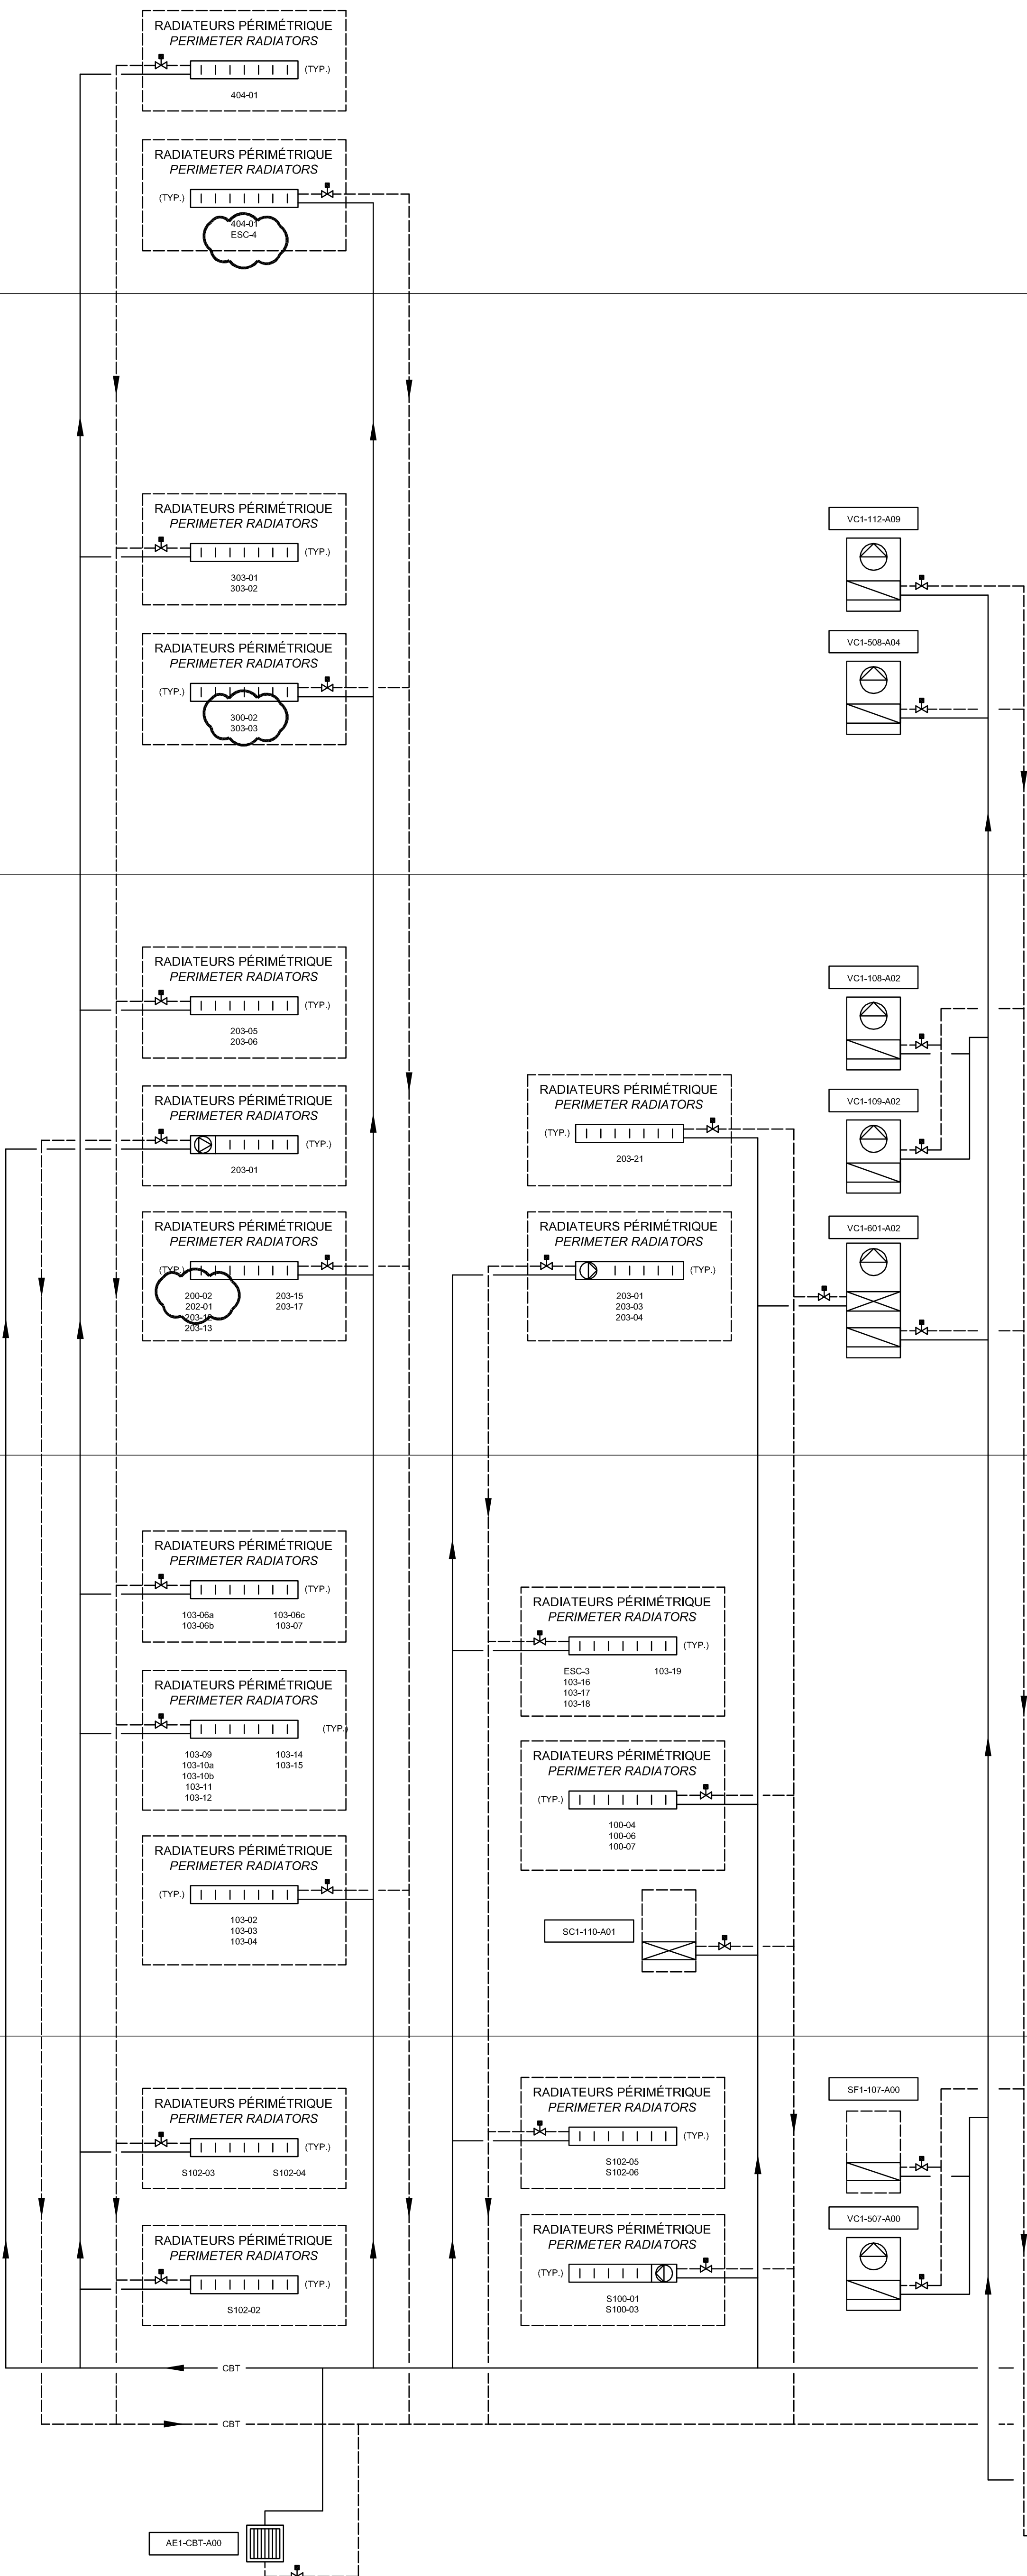 RADIATEURS PÉRIMÉTRIQUE
PERIMETER RADIATORS
(TYP.)
404-01
RADIATEURS PÉRIMÉTRIQUE
PERIMETER RADIATORS
(TYP.)
404-01
ESC-4
RADIATEURS PÉRIMÉTRIQUE
PERIMETER RADIATORS
(TYP.)
303-01
303-02
VC1-112-A09
RADIATEURS PÉRIMÉTRIQUE
PERIMETER RADIATORS
(TYP.)
300-02
303-03
VC1-508-A04
RADIATEURS PÉRIMÉTRIQUE
PERIMETER RADIATORS
(TYP.)
203-05
203-06
VC1-108-A02
RADIATEURS PÉRIMÉTRIQUE
PERIMETER RADIATORS
(TYP.)
203-01
RADIATEURS PÉRIMÉTRIQUE
PERIMETER RADIATORS
(TYP.)
203-21
VC1-109-A02
RADIATEURS PÉRIMÉTRIQUE
PERIMETER RADIATORS
(TYP.)
200-02 203-15
202-01 203-17
203-13
RADIATEURS PÉRIMÉTRIQUE
PERIMETER RADIATORS
(TYP.)
203-01
203-03
203-04
VC1-601-A02
RADIATEURS PÉRIMÉTRIQUE
PERIMETER RADIATORS
(TYP.)
103-06a 103-06c
103-06b 103-07
RADIATEURS PÉRIMÉTRIQUE
PERIMETER RADIATORS
(TYP.)
ESC-3 103-19
103-16
103-17
103-18
RADIATEURS PÉRIMÉTRIQUE
PERIMETER RADIATORS
(TYP.)
103-09 103-14
103-10a 103-15
103-10b
103-11
103-12
RADIATEURS PÉRIMÉTRIQUE
PERIMETER RADIATORS
(TYP.)
100-04
100-06
100-07
RADIATEURS PÉRIMÉTRIQUE
PERIMETER RADIATORS
(TYP.)
103-02
103-03
103-04
SC1-110-A01
RADIATEURS PÉRIMÉTRIQUE
PERIMETER RADIATORS
(TYP.)
S102-03 S102-04
RADIATEURS PÉRIMÉTRIQUE
PERIMETER RADIATORS
(TYP.)
S102-05
S102-06
SF1-107-A00
RADIATEURS PÉRIMÉTRIQUE
PERIMETER RADIATORS
(TYP.)
S102-02
RADIATEURS PÉRIMÉTRIQUE
PERIMETER RADIATORS
(TYP.)
S100-01
S100-03
VC1-507-A00
CBT
CBT
AE1-CBT-A00